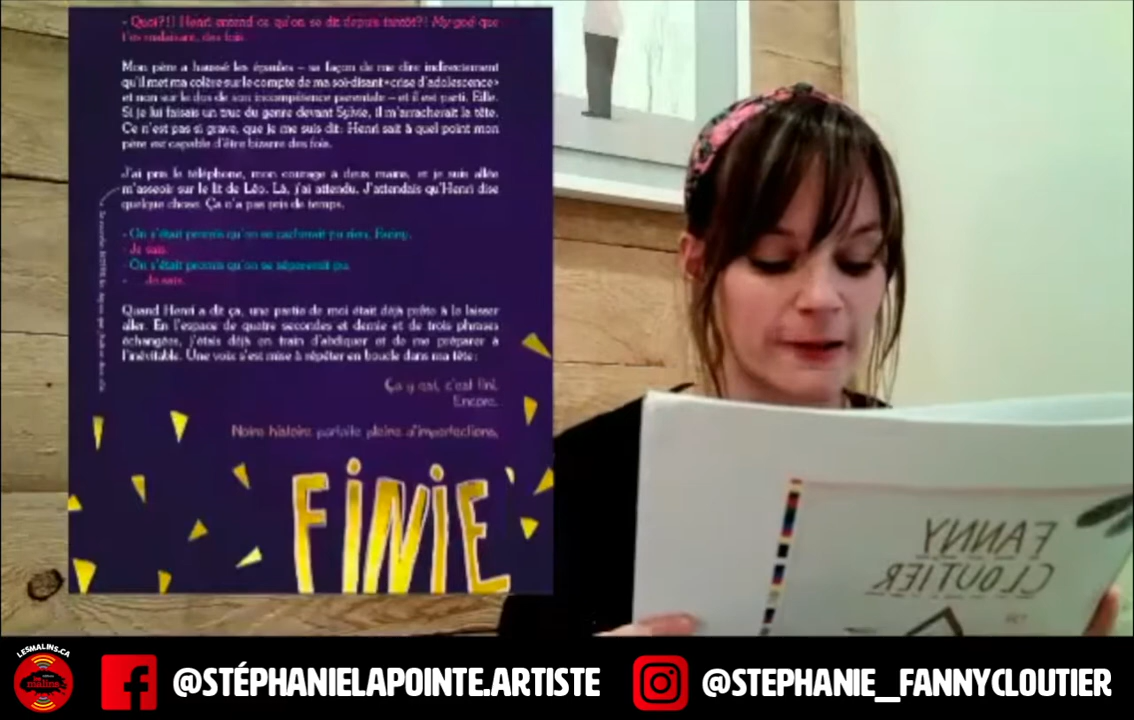 - Quoi?!! Henri entend ce qu'on se dit depuis tantôt?! My god que
t'es malaisant, des fois.
Mon père a haussé les épaules – sa façon de me dire indirectement
qu'il met ma colère sur le compte de ma soi-disant «crise d'adolescence»
et non sur le dos de son incompétence parentale – et il est parti.
Si je lui faisais un truc du genre devant Sylvie, il m'arracherait la tête.
Ce n'est pas si grave, que je me suis dit: Henri sait à quel point mon
père est capable d'être bizarre des fois.
J'ai pris le téléphone, mon courage à deux mains, et je suis allée
m'asseoir sur le lit de Léo. Là, j'ai attendu. J'attendais qu'Henri dise
quelque chose. Ça n'a pas pris de temps.
- On s'était promis qu'on se cacherait rien, Fanny.
- Je sais.
- On s'était promis qu'on se séparerait pas.
- ... Je sais.
Quand Henri a dit ça, une partie de moi était déjà prête à le laisser
aller. En l'espace de quatre secondes et demie et de trois phrases
échangées, j'étais déjà en train d'abdiquer et de me préparer à
l'inévitable. Une voix s'est mise à répéter en boucle dans ma tête:
Ça y est, c'est fini.
Encore.
Notre histoire parfaite pleine d'imperfections,
FINIE
FANNY
CLOUTIER
LESMALINS.CA
les malins
@STÉPHANIELAPOINTE.ARTISTE
@STEPHANIE_FANNYCLOUTIER